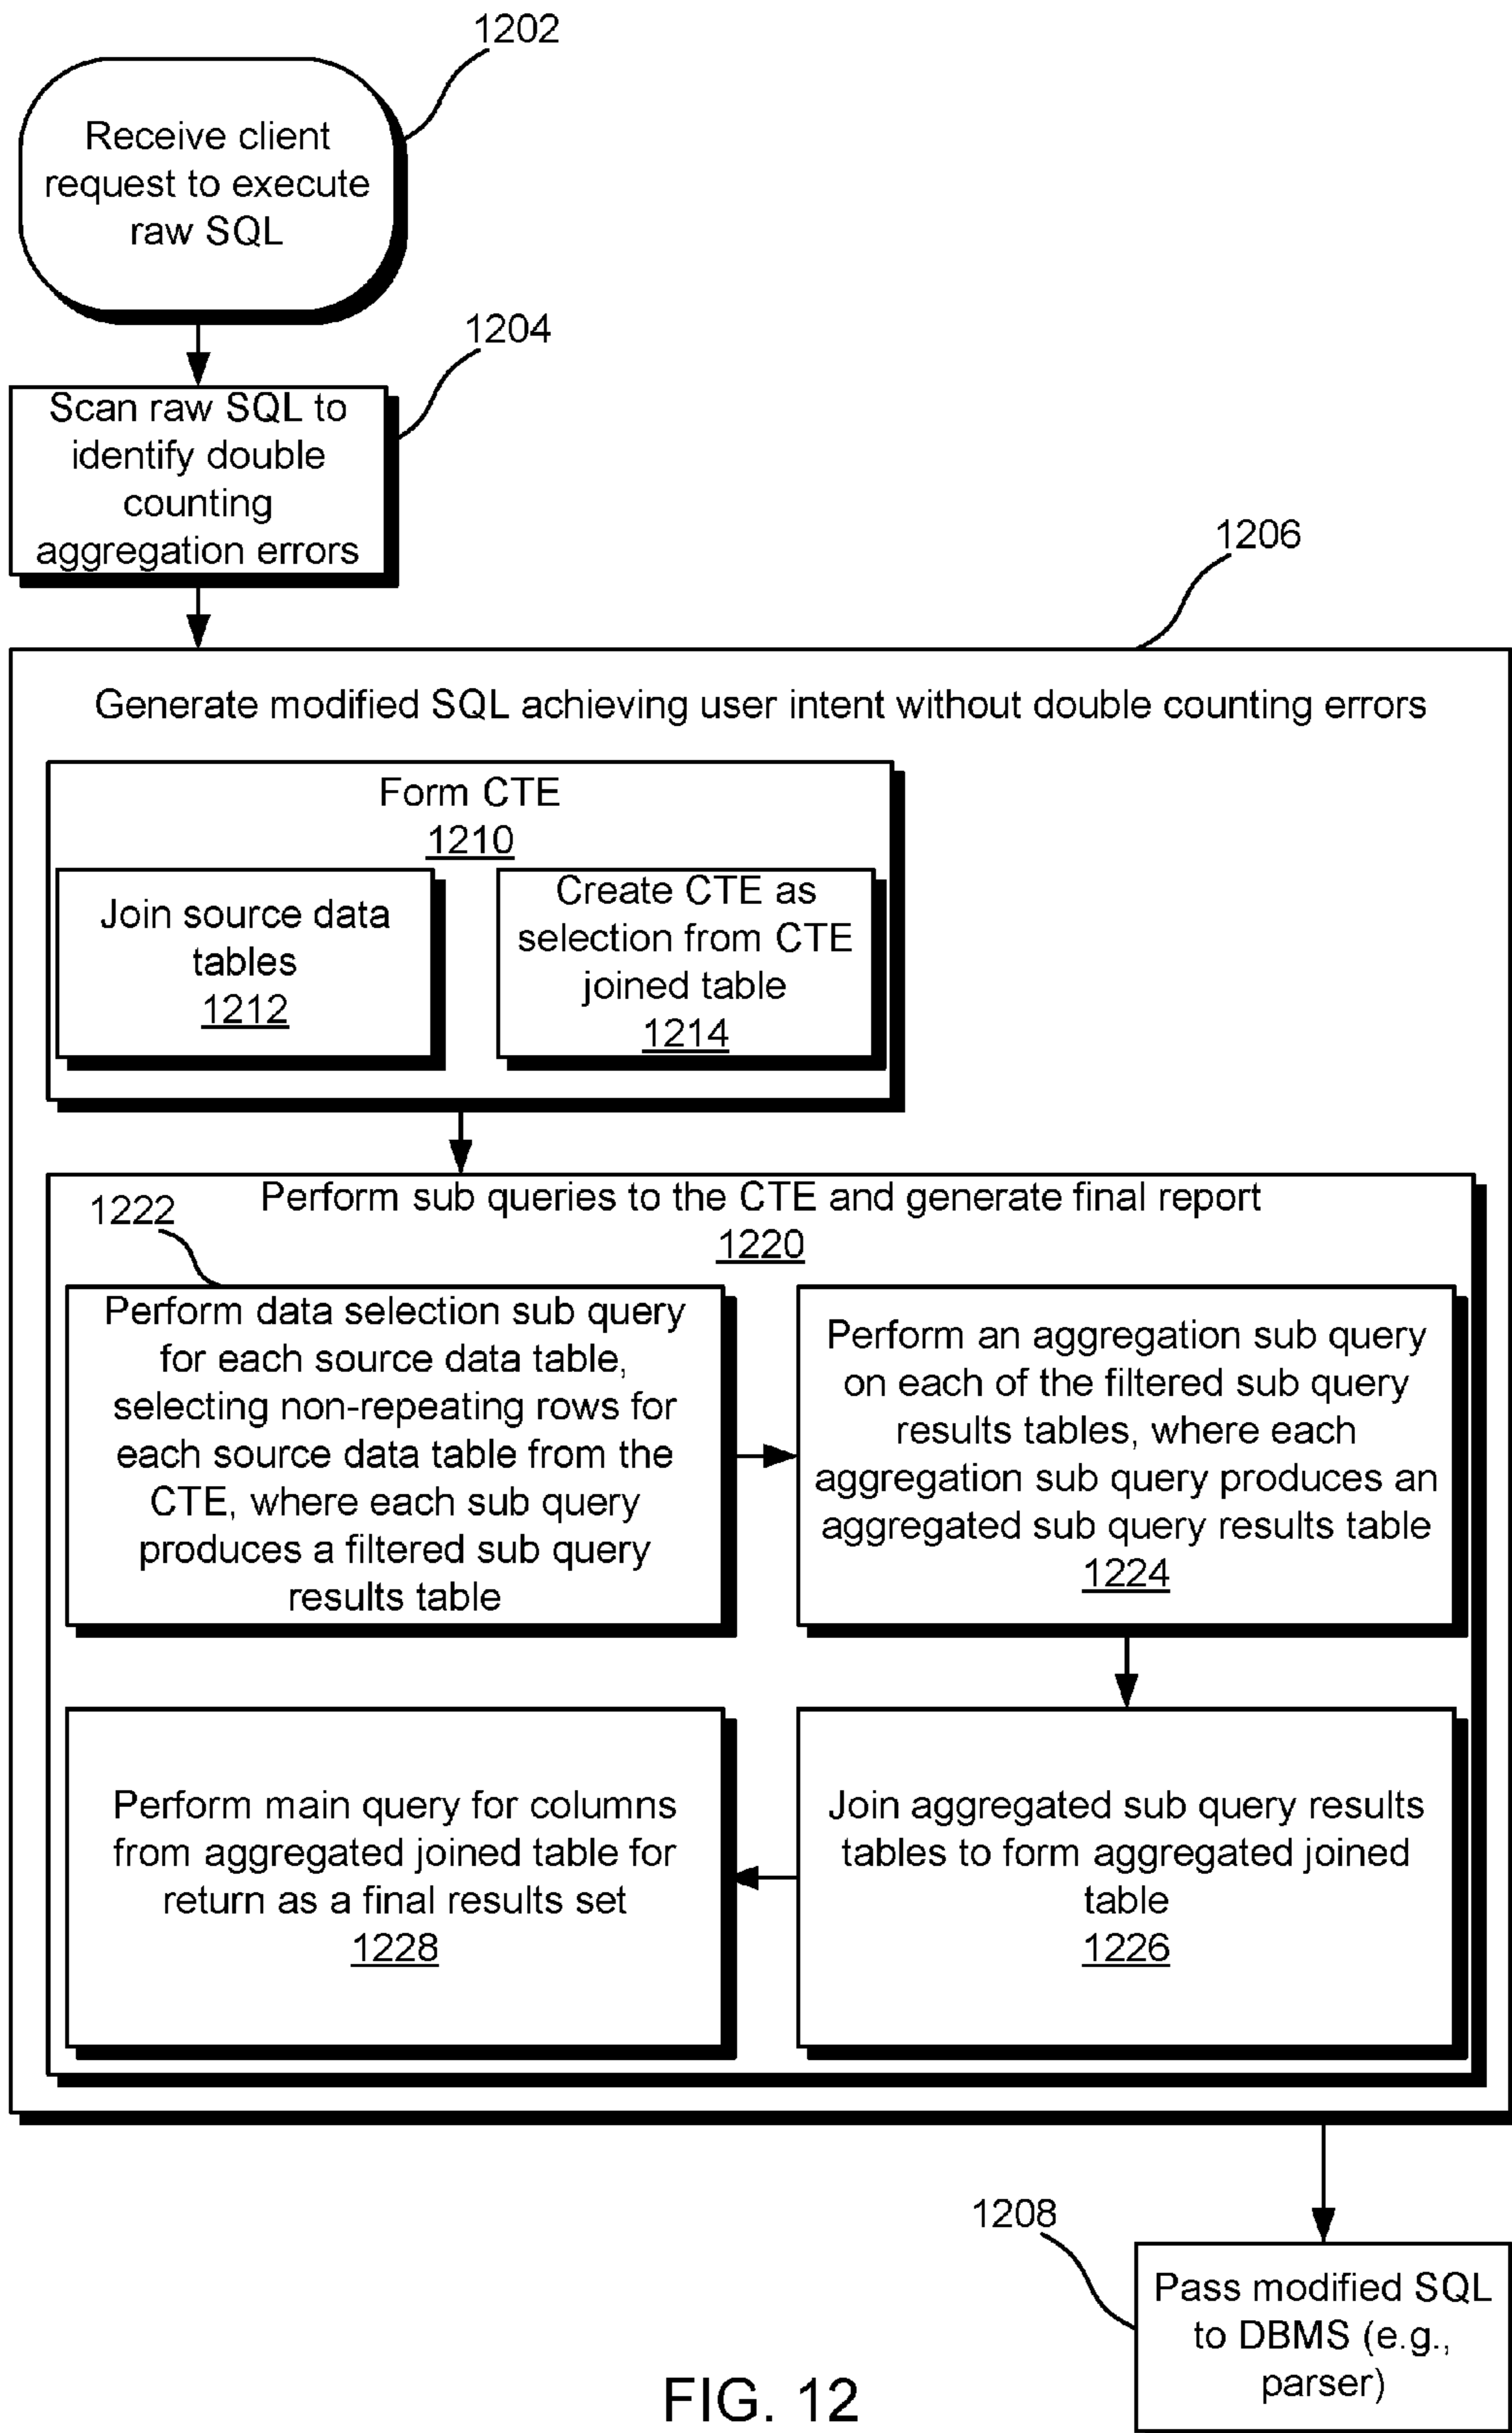 1202
Receive client
request to execute
raw SQL
1204
Scan raw SQL to
identify double
counting
aggregation errors
1206
Generate modified SQL achieving user intent without double counting errors
Form CTE
1210
Join source data
tables
1212
Create CTE as
selection from CTE
joined table
1214
Perform sub queries to the CTE and generate final report
1220
1222
Perform data selection sub query
for each source data table,
selecting non-repeating rows for
each source data table from the
CTE, where each sub query
produces a filtered sub query
results table
Perform an aggregation sub query
on each of the filtered sub query
results tables, where each
aggregation sub query produces an
aggregated sub query results table
1224
Perform main query for columns
from aggregated joined table for
return as a final results set
1228
Join aggregated sub query results
tables to form aggregated joined
table
1226
1208
Pass modified SQL
to DBMS (e.g.,
parser)
FIG. 12